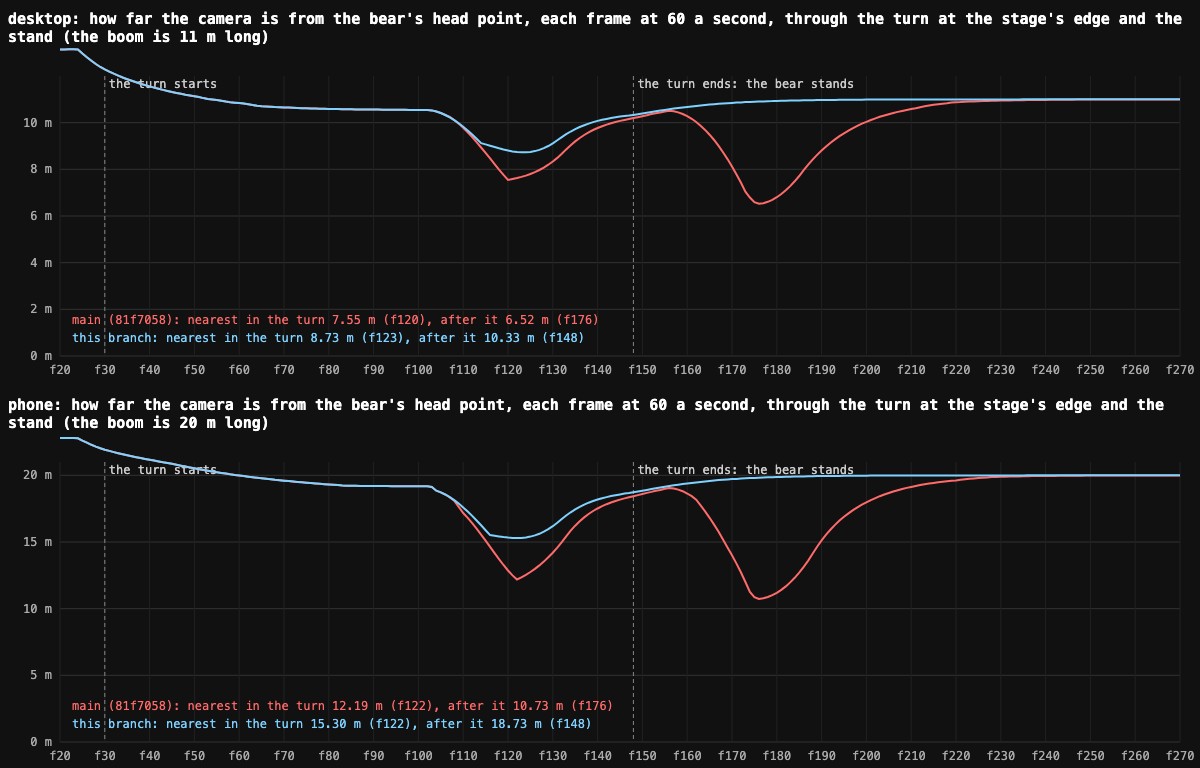 desktop: how far the camera is from the bear's head point, each frame at 60 a second, through the turn at the stage's edge and the
stand (the boom is 11 m long)
the turn starts
the turn ends: the bear stands
10 m
8 m
6 m
4 m
2 m
main (81f7058): nearest in the turn 7.55 m (f120), after it 6.52 m (f176)
this branch: nearest in the turn 8.73 m (f123), after it 10.33 m (f148)
0 m
f20 f30 f40 f50 f60 f70 f80 f90 f100 f110 f120 f130 f140 f150 f160 f170 f180 f190 f200 f210 f220 f230 f240 f250 f260 f270
phone: how far the camera is from the bear's head point, each frame at 60 a second, through the turn at the stage's edge and the
stand (the boom is 20 m long)
the turn starts
the turn ends: the bear stands
20 m
15 m
10 m
5 m
main (81f7058): nearest in the turn 12.19 m (f122), after it 10.73 m (f176)
this branch: nearest in the turn 15.30 m (f122), after it 18.73 m (f148)
0 m
f20 f30 f40 f50 f60 f70 f80 f90 f100 f110 f120 f130 f140 f150 f160 f170 f180 f190 f200 f210 f220 f230 f240 f250 f260 f270